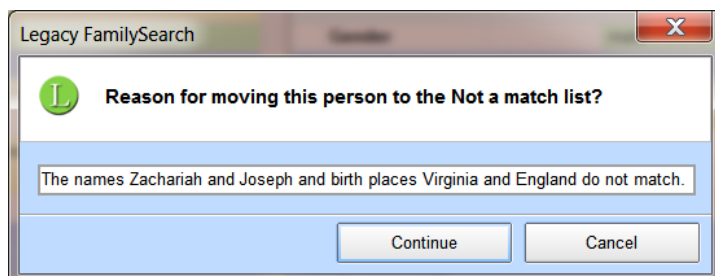 Legacy FamilySearch
Gender
Reason for moving this person to the Not a match list?
The names Zachariah and Joseph and birth places Virginia and England do not match.
Continue
Cancel